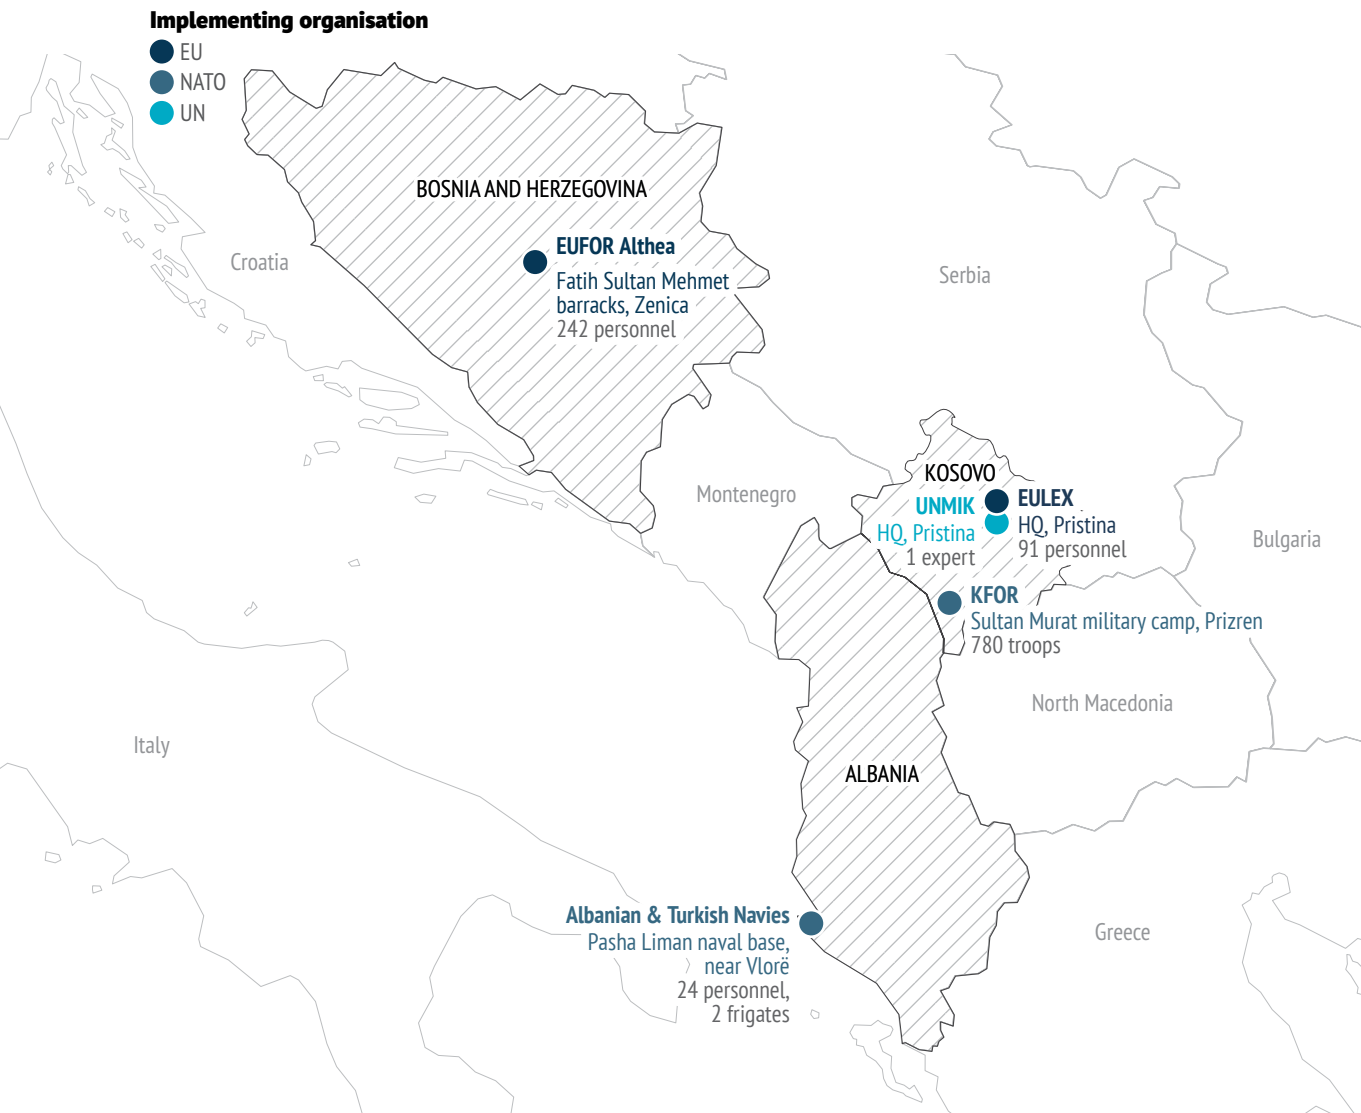 Implementing organisation
EU
NATO
UN
BOSNIA AND HERZEGOVINA
EUFOR Althea
Fatih Sultan Mehmet
barracks, Zenica
242 personnel
Croatia
Serbia
Montenegro
KOSOVO
UNMIK
HQ, Pristina
1 expert
EULEX
HQ, Pristina
91 personnel
Bulgaria
KFOR
Sultan Murat military camp, Prizren
780 troops
North Macedonia
Italy
ALBANIA
Albanian & Turkish Navies
Pasha Liman naval base,
near Vlorë
24 personnel,
2 frigates
Greece